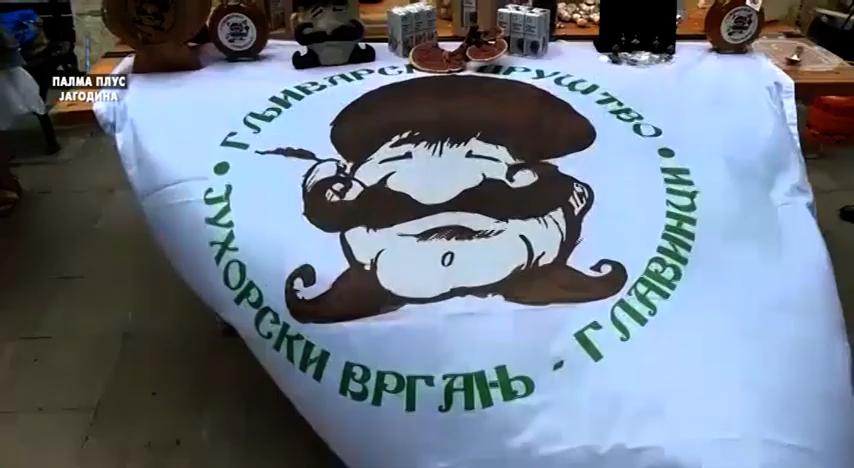 ПАЛМА ПЛУС
ЈАГОДИНА
ГЉИВАРСКО ДРУШТВО
• ЈУХОРСКИ ВРГАЊ - Г.ГЛАВИНЦИ •